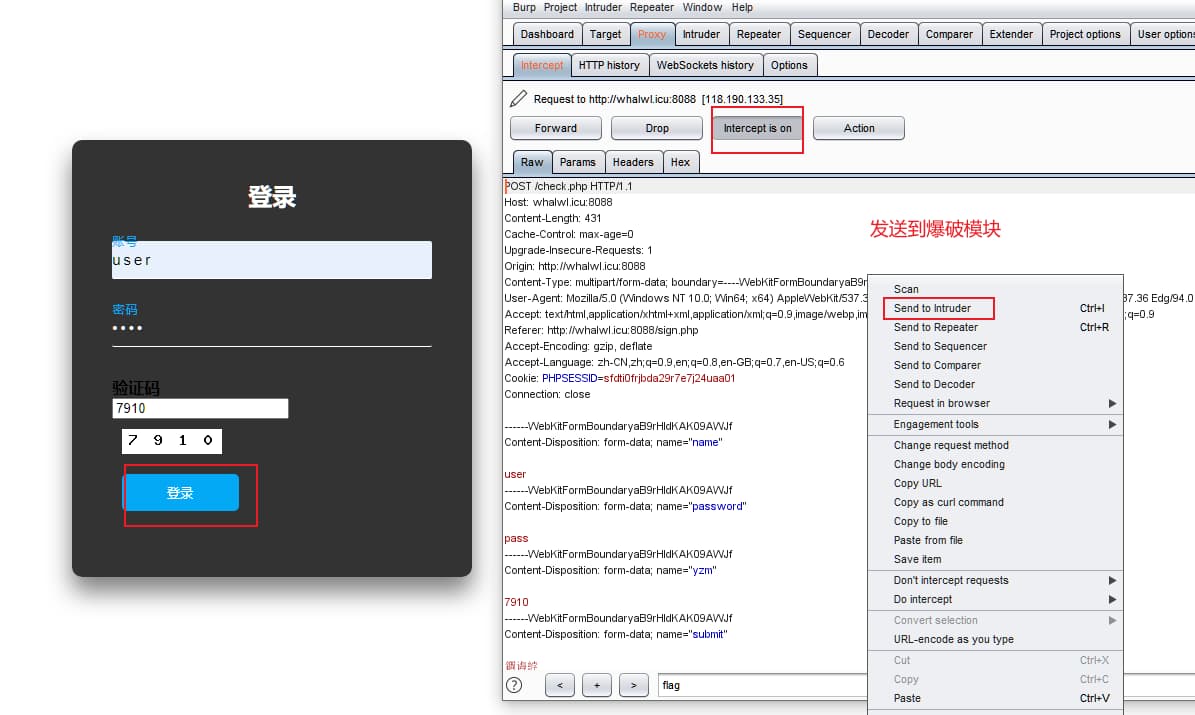 登录
账号
user
密码
验证码
7910
7 9 1 0
登录
Burp Project Intruder Repeater Window Help
Dashboard Target Proxy Intruder Repeater Sequencer Decoder Comparer Extender Project options User options
Intercept HTTP history WebSockets history Options
Request to http://whalwl.icu:8088 [118.190.133.35]
Forward Drop Intercept is on Action
Raw Params Headers Hex
POST /check.php HTTP/1.1
Host: whalwl.icu:8088
Content-Length: 431
Cache-Control: max-age=0
Upgrade-Insecure-Requests: 1
Origin: http://whalwl.icu:8088
Content-Type: multipart/form-data; boundary=----WebKitFormBoundaryaB9r
User-Agent: Mozilla/5.0 (Windows NT 10.0; Win64; x64) AppleWebKit/537.3 37.36 Edg/94.0
Accept: text/html,application/xhtml+xml,application/xml;q=0.9,image/webp,im ;q=0.9
Referer: http://whalwl.icu:8088/sign.php
Accept-Encoding: gzip, deflate
Accept-Language: zh-CN,zh;q=0.9,en;q=0.8,en-GB;q=0.7,en-US;q=0.6
Cookie: PHPSESSID=sfdti0frjbda29r7e7j24uaa01
Connection: close
------WebKitFormBoundaryaB9rHldKAK09AWJf
Content-Disposition: form-data; name="name"
user
------WebKitFormBoundaryaB9rHldKAK09AWJf
Content-Disposition: form-data; name="password"
pass
------WebKitFormBoundaryaB9rHldKAK09AWJf
Content-Disposition: form-data; name="yzm"
7910
------WebKitFormBoundaryaB9rHldKAK09AWJf
Content-Disposition: form-data; name="submit"
? < + > flag
发送到爆破模块
Scan
Send to Intruder Ctrl+I
Send to Repeater Ctrl+R
Send to Sequencer
Send to Comparer
Send to Decoder
Request in browser
Engagement tools
Change request method
Change body encoding
Copy URL
Copy as curl command
Copy to file
Paste from file
Save item
Don't intercept requests
Do intercept
Convert selection
URL-encode as you type
Cut Ctrl+X
Copy Ctrl+C
Paste Ctrl+V